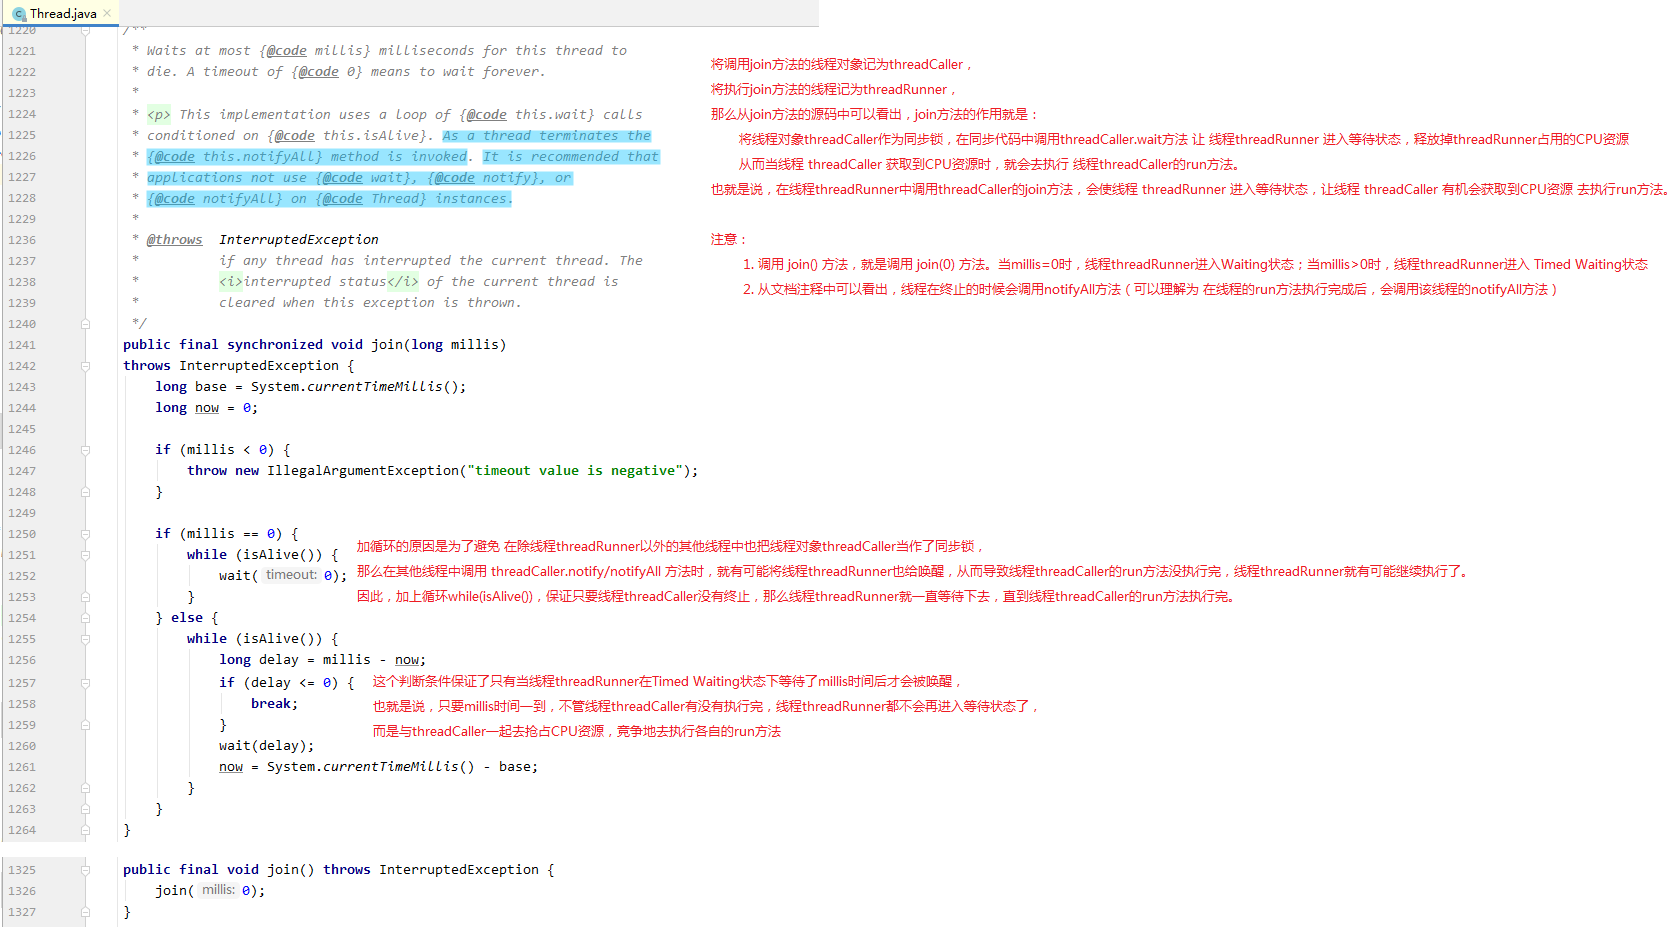 Thread.java
1220 /**
1221 * Waits at most {@code millis} milliseconds for this thread to
1222 * die. A timeout of {@code 0} means to wait forever.
1223 *
1224 * <p> This implementation uses a loop of {@code this.wait} calls
1225 * conditioned on {@code this.isAlive}. As a thread terminates the
1226 * {@code this.notifyAll} method is invoked. It is recommended that
1227 * applications not use {@code wait}, {@code notify}, or
1228 * {@code notifyAll} on {@code Thread} instances.
1229 *
将调用join方法的线程对象记为threadCaller，
将执行join方法的线程记为threadRunner，
那么从join方法的源码中可以看出，join方法的作用就是：
将线程对象threadCaller作为同步锁，在同步代码中调用threadCaller.wait方法 让 线程threadRunner 进入等待状态，释放掉threadRunner占用的CPU资源
从而当线程 threadCaller 获取到CPU资源时，就会去执行 线程threadCaller的run方法。
也就是说，在线程threadRunner中调用threadCaller的join方法，会使线程 threadRunner 进入等待状态，让线程 threadCaller 有机会获取到CPU资源 去执行run方法。
1236 * @throws InterruptedException
1237 * if any thread has interrupted the current thread. The
1238 * <i>interrupted status</i> of the current thread is
1239 * cleared when this exception is thrown.
1240 */
注意：
1. 调用 join() 方法，就是调用 join(0) 方法。当millis=0时，线程threadRunner进入Waiting状态；当millis>0时，线程threadRunner进入 Timed Waiting状态
2. 从文档注释中可以看出，线程在终止的时候会调用notifyAll方法（可以理解为 在线程的run方法执行完成后，会调用该线程的notifyAll方法）
1241 public final synchronized void join(long millis)
1242 throws InterruptedException {
1243 long base = System.currentTimeMillis();
1244 long now = 0;
1245
1246 if (millis < 0) {
1247 throw new IllegalArgumentException("timeout value is negative");
1248 }
1249
1250 if (millis == 0) {
1251 while (isAlive()) {
1252 wait( timeout: 0);
1253 }
加循环的原因是为了避免 在除线程threadRunner以外的其他线程中也把线程对象threadCaller当作了同步锁，
那么在其他线程中调用 threadCaller.notify/notifyAll 方法时，就有可能将线程threadRunner也给唤醒，从而导致线程threadCaller的run方法没执行完，线程threadRunner就有可能继续执行了。
因此，加上循环while(isAlive())，保证只要线程threadCaller没有终止，那么线程threadRunner就一直等待下去，直到线程threadCaller的run方法执行完。
1254 } else {
1255 while (isAlive()) {
1256 long delay = millis - now;
1257 if (delay <= 0) {
1258 break;
1259 }
这个判断条件保证了只有当线程threadRunner在Timed Waiting状态下等待了millis时间后才会被唤醒，
也就是说，只要millis时间一到，不管线程threadCaller有没有执行完，线程threadRunner都不会再进入等待状态了，
而是与threadCaller一起去抢占CPU资源，竞争地去执行各自的run方法
1260 wait(delay);
1261 now = System.currentTimeMillis() - base;
1262 }
1263 }
1264 }
1325 public final void join() throws InterruptedException {
1326 join( millis: 0);
1327 }